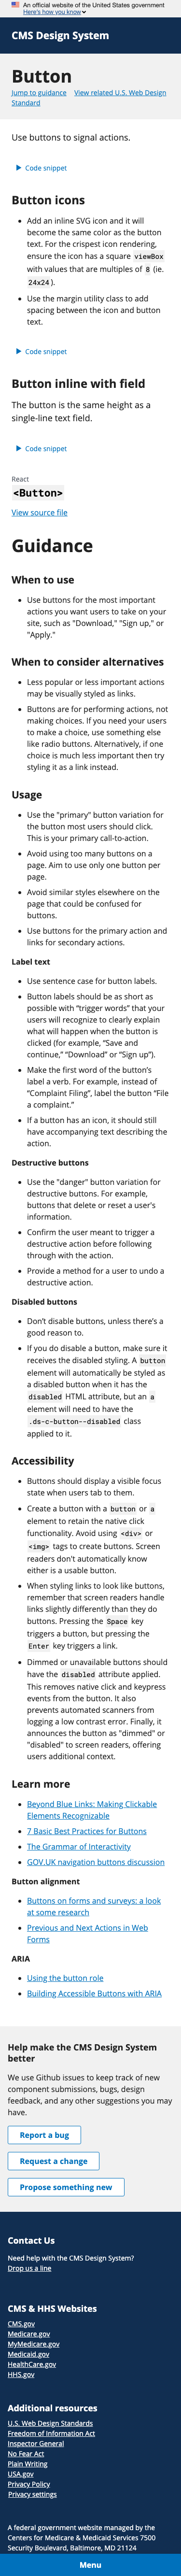 An official website of the United States government
Here's how you know
CMS Design System
Button
Jump to guidance View related U.S. Web Design
Standard
Use buttons to signal actions.
Code snippet
Button icons
Add an inline SVG icon and it will
become the same color as the button
text. For the crispest icon rendering,
ensure the icon has a square viewBox
with values that are multiples of 8 (ie.
24x24 ).
Use the margin utility class to add
spacing between the icon and button
text.
Code snippet
Button inline with field
The button is the same height as a
single-line text field.
Code snippet
React
<Button>
View source file
Guidance
When to use
Use buttons for the most important
actions you want users to take on your
site, such as "Download," "Sign up," or
"Apply."
When to consider alternatives
Less popular or less important actions
may be visually styled as links.
Buttons are for performing actions, not
making choices. If you need your users
to make a choice, use something else
like radio buttons. Alternatively, if one
choice is much less important then try
styling it as a link instead.
Usage
Use the "primary" button variation for
the button most users should click.
This is your primary call-to-action.
Avoid using too many buttons on a
page. Aim to use only one button per
page.
Avoid similar styles elsewhere on the
page that could be confused for
buttons.
Use buttons for the primary action and
links for secondary actions.
Label text
Use sentence case for button labels.
Button labels should be as short as
possible with “trigger words” that your
users will recognize to clearly explain
what will happen when the button is
clicked (for example, “Save and
continue,” “Download” or “Sign up”).
Make the first word of the button’s
label a verb. For example, instead of
“Complaint Filing”, label the button “File
a complaint.”
If a button has an icon, it should still
have accompanying text describing the
action.
Destructive buttons
Use the "danger" button variation for
destructive buttons. For example,
buttons that delete or reset a user's
information.
Confirm the user meant to trigger a
destructive action before following
through with the action.
Provide a method for a user to undo a
destructive action.
Disabled buttons
Don’t disable buttons, unless there’s a
good reason to.
If you do disable a button, make sure it
receives the disabled styling. A button
element will automatically be styled as
a disabled button when it has the
disabled HTML attribute, but an a
element will need to have the
.ds-c-button--disabled class
applied to it.
Accessibility
Buttons should display a visible focus
state when users tab to them.
Create a button with a button or a
element to retain the native click
functionality. Avoid using <div> or
<img> tags to create buttons. Screen
readers don't automatically know
either is a usable button.
When styling links to look like buttons,
remember that screen readers handle
links slightly differently than they do
buttons. Pressing the Space key
triggers a button, but pressing the
Enter key triggers a link.
Dimmed or unavailable buttons should
have the disabled attribute applied.
This removes native click and keypress
events from the button. It also
prevents automated scanners from
logging a low contrast error. Finally, it
announces the button as "dimmed" or
"disabled" to screen readers, offering
users additional context.
Learn more
Beyond Blue Links: Making Clickable
Elements Recognizable
7 Basic Best Practices for Buttons
The Grammar of Interactivity
GOV.UK navigation buttons discussion
Button alignment
Buttons on forms and surveys: a look
at some research
Previous and Next Actions in Web
Forms
ARIA
Using the button role
Building Accessible Buttons with ARIA
Help make the CMS Design System
better
We use Github issues to keep track of new
component submissions, bugs, design
feedback, and any other suggestions you may
have.
Report a bug
Request a change
Propose something new
Contact Us
Need help with the CMS Design System?
Drop us a line
CMS & HHS Websites
CMS.gov
Medicare.gov
MyMedicare.gov
Medicaid.gov
HealthCare.gov
HHS.gov
Additional resources
U.S. Web Design Standards
Freedom of Information Act
Inspector General
No Fear Act
Plain Writing
USA.gov
Privacy Policy
Privacy settings
A federal government website managed by the
Centers for Medicare & Medicaid Services 7500
Security Boulevard, Baltimore, MD 21144
Menu